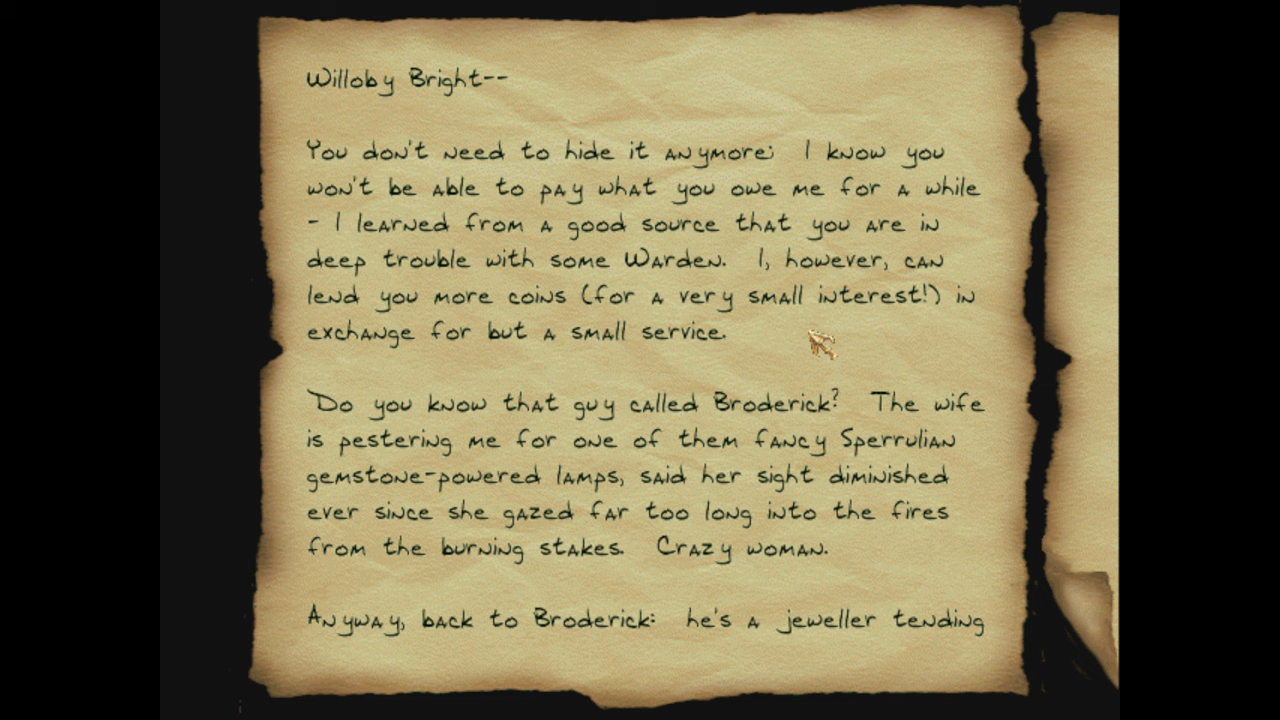 Willoby Bright--
You don't need to hide it anymore: I know you
won't be able to pay what you owe me for a while
- I learned from a good source that you are in
deep trouble with some Warden. I, however, can
lend you more coins (for a very small interest!) in
exchange for but a small service.
Do you know that guy called Broderick? The wife
is pestering me for one of them fancy Sperrulian
gemstone-powered lamps, said her sight diminished
ever since she gazed far too long into the fires
from the burning stakes. Crazy woman.
Anyway, back to Broderick: he's a jeweller tending